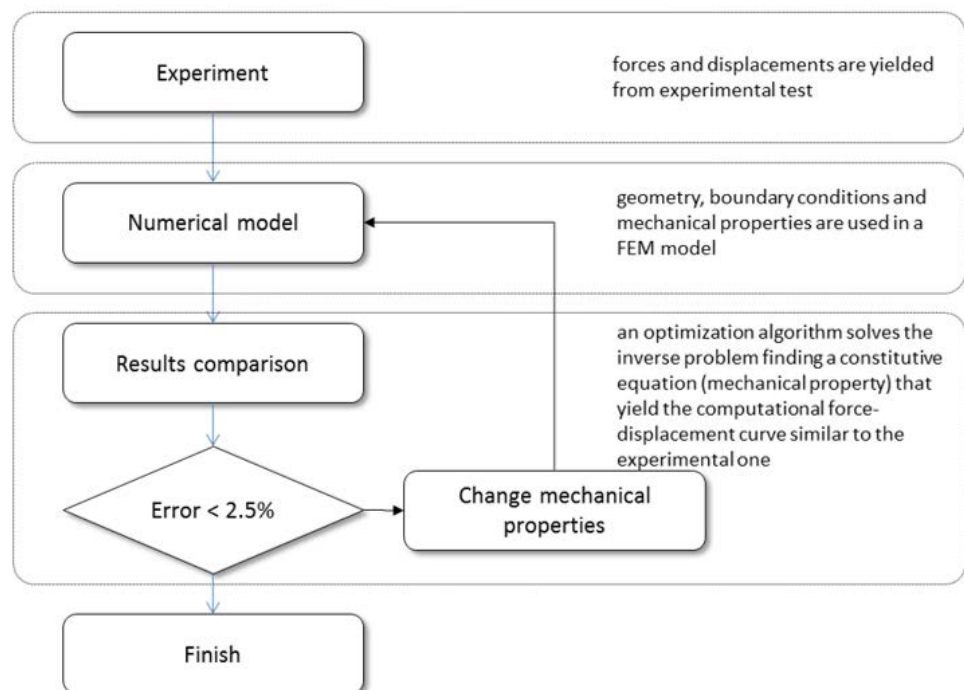 Experiment
forces and displacements are yielded
from experimental test
Numerical model
geometry, boundary conditions and
mechanical properties are used in a
FEM model
Results comparison
an optimization algorithm solves the
inverse problem finding a constitutive
equation (mechanical property) that
yield the computational force-
displacement curve similar to the
experimental one
Error < 2.5%
Change mechanical
properties
Finish